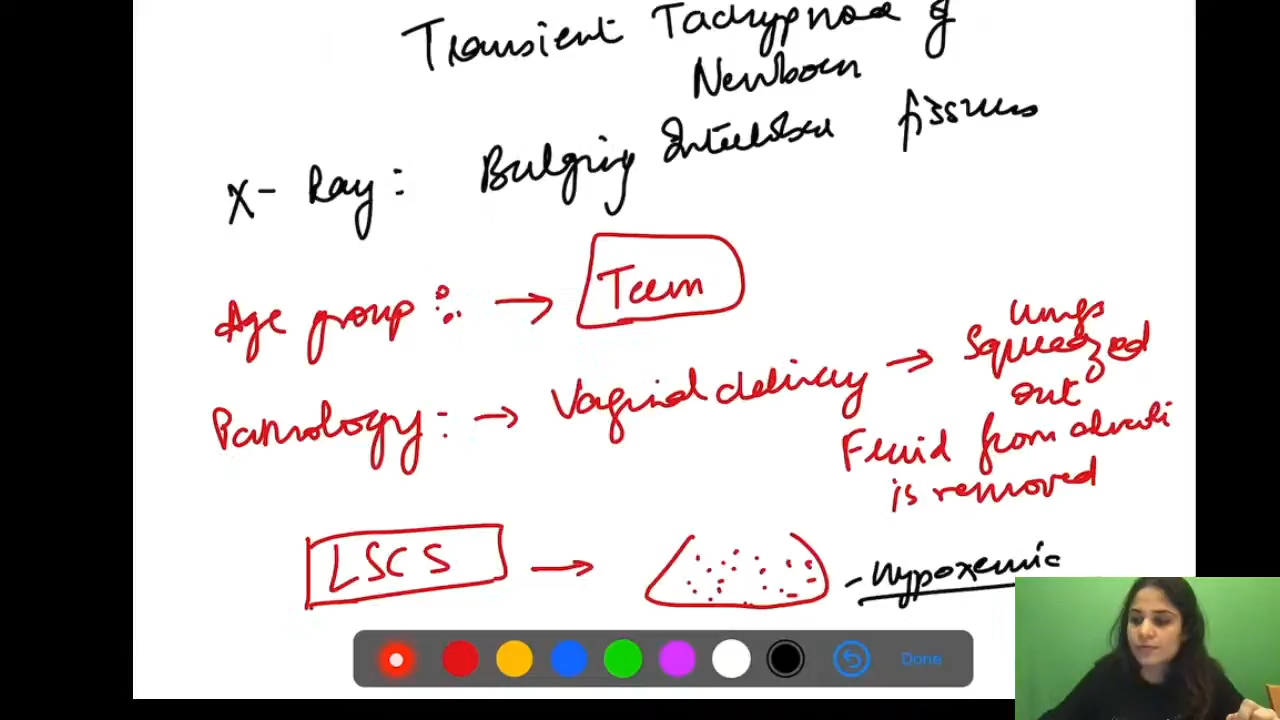 Transient Tachypnoea of
Newborn
X-Ray: Bulging Interlobar fissures
Age group: → Term
Pathology: → Vaginal delivery → lungs
squeezed
out
Fluid from alveoli
is removed
LSCS → - Hypoxemic
Done